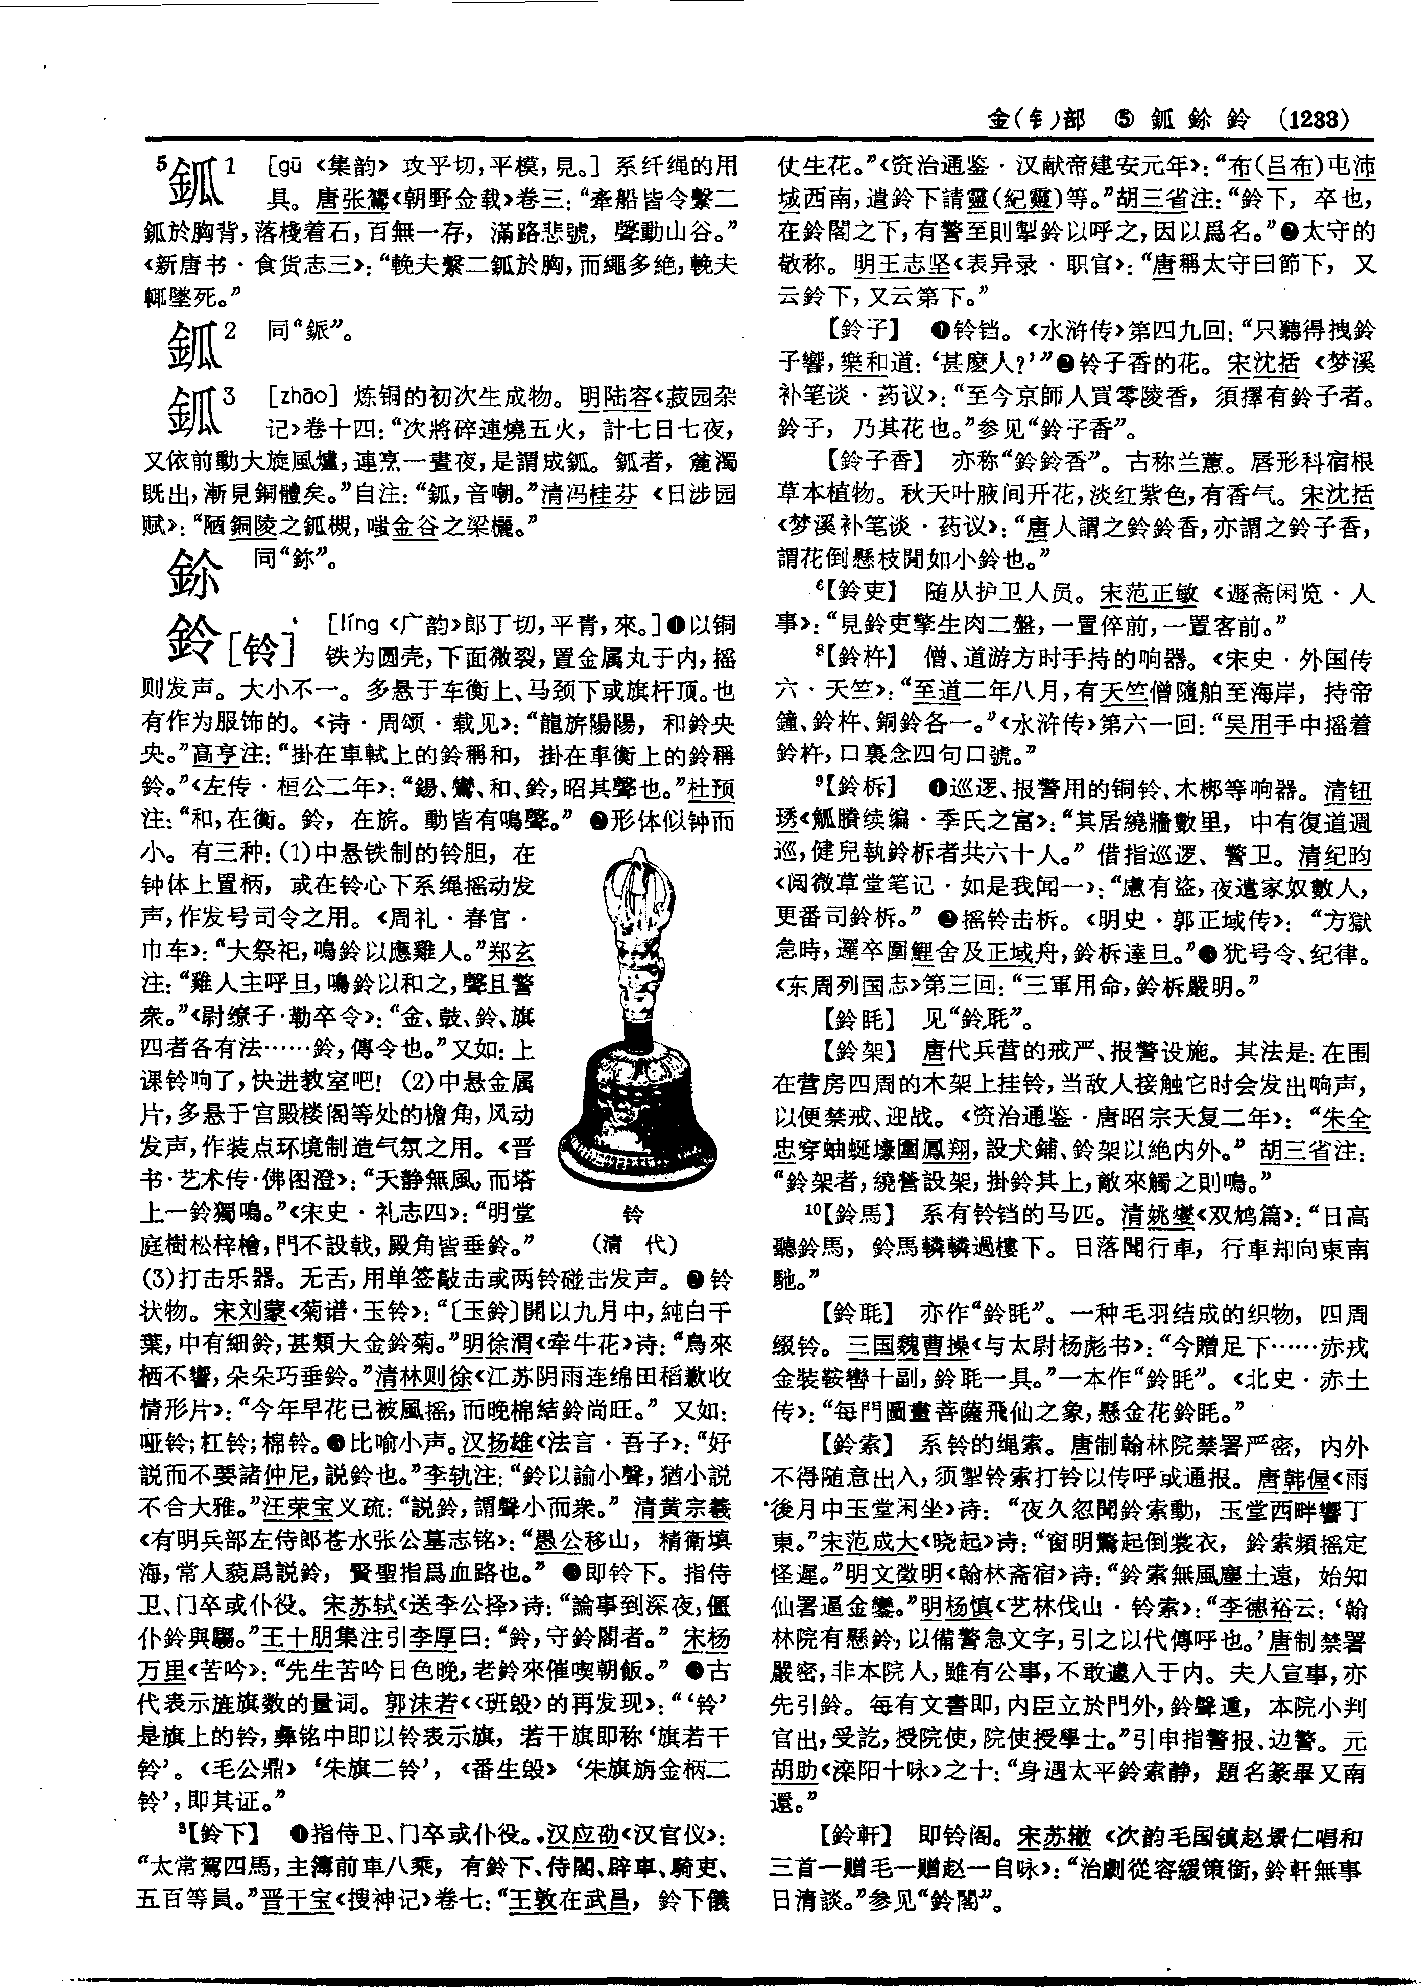 金(钅)部 ⑤ 鈲 鉩 鈴 (1233)
5鈲1 [gū《集韵》攻乎切,平模,見。]系纤绳的用
具。唐张鷟《朝野佥载》卷三:“牽船皆令繫二
鈲於胸背,落棧着石,百無一存,滿路悲號,聲動山谷。”
《新唐书·食货志三》:“輓夫繫二鈲於胸,而繩多絶,輓夫
輒墜死。”
鈲2 同“鎃”。
鈲3 [zhāo]炼铜的初次生成物。明陆容《菽园杂
记》卷十四:“次將碎連燒五火,計七日七夜,
又依前動大旋風爐,連烹一晝夜,是謂成鈲。鈲者,麄濁
既出,漸見銅體矣。”自注:“鈲,音嘲。”清冯桂芬《日涉园
赋》:“陋銅陵之鈲槻,嗤金谷之梁欐。”
鉩 同“鉨”。
鈴[铃] [líng《广韵》郎丁切,平青,來。]❶以铜
铁为圆壳,下面微裂,置金属丸于内,摇
则发声。大小不一。多悬于车衡上、马颈下或旗杆顶。也
有作为服饰的。《诗·周颂·载见》:“龍旂陽陽,和鈴央
央。”高亨注:“掛在車軾上的鈴稱和,掛在車衡上的鈴稱
鈴。”《左传·桓公二年》:“鍚、鸞、和、鈴,昭其聲也。”杜预
注:“和,在衡。鈴,在旂。動皆有鳴聲。”❷形体似钟而
小。有三种:(1)中悬铁制的铃胆,在
钟体上置柄,或在铃心下系绳摇动发
声,作发号司令之用。《周礼·春官·
巾车》:“大祭祀,鳴鈴以應雞人。”郑玄
注:“雞人主呼旦,鳴鈴以和之,聲且警
衆。”《尉缭子·勒卒令》:“金、鼓、鈴、旗
四者各有法……鈴,傳令也。”又如:上
课铃响了,快进教室吧!(2)中悬金属
片,多悬于宫殿楼阁等处的檐角,风动
发声,作装点环境制造气氛之用。《晋
书·艺术传·佛图澄》:“天静無風,而塔
上一鈴獨鳴。”《宋史·礼志四》:“明堂
庭樹松梓檜,門不設戟,殿角皆垂鈴。”
铃
(清 代)
(3)打击乐器。无舌,用单签敲击或两铃碰击发声。❸铃
状物。宋刘蒙《菊谱·玉铃》:“〔玉鈴〕開以九月中,純白千
葉,中有細鈴,甚類大金鈴菊。”明徐渭《牵牛花》诗:“鳥來
栖不響,朵朵巧垂鈴。”清林则徐《江苏阴雨连绵田稻歉收
情形片》:“今年早花已被風摇,而晚棉結鈴尚旺。”又如:
哑铃;杠铃;棉铃。❹比喻小声。汉扬雄《法言·吾子》:“好
説而不要諸仲尼,説鈴也。”李轨注:“鈴以諭小聲,猶小説
不合大雅。”汪荣宝义疏:“説鈴,謂聲小而衆。”清黄宗羲
《有明兵部左侍郎苍水张公墓志铭》:“愚公移山,精衛填
海,常人藐爲説鈴,賢聖指爲血路也。”❺即铃下。指侍
卫、门卒或仆役。宋苏轼《送李公择》诗:“論事到深夜,僵
仆鈴與騶。”王十朋集注引李厚曰:“鈴,守鈴閣者。”宋杨
万里《苦吟》:“先生苦吟日色晚,老鈴來催喫朝飯。”❻古
代表示旌旗数的量词。郭沫若《〈班殷〉的再发现》:“‘铃’
是旗上的铃,彝铭中即以铃表示旗,若干旗即称‘旗若干
铃’。《毛公鼎》‘朱旗二铃’,《番生殷》‘朱旗旃金柄二
铃’,即其证。”
3【鈴下】 ❶指侍卫、门卒或仆役。汉应劭《汉官仪》:
“太常駕四馬,主簿前車八乘,有鈴下、侍閣、辟車、騎吏、
五百等員。”晋干宝《搜神记》卷七:“王敦在武昌,鈴下儀
仗生花。”《资治通鉴·汉献帝建安元年》:“布(吕布)屯沛
城西南,遣鈴下請靈(紀靈)等。”胡三省注:“鈴下,卒也,
在鈴閣之下,有警至則掣鈴以呼之,因以爲名。”❷太守的
敬称。明王志坚《表异录·职官》:“唐稱太守曰節下,又
云鈴下,又云第下。”
【鈴子】 ❶铃铛。《水浒传》第四九回:“只聽得拽鈴
子響,樂和道:‘甚麽人?’”❷铃子香的花。宋沈括《梦溪
补笔谈·药议》:“至今京師人買零陵香,須擇有鈴子者。
鈴子,乃其花也。”参见“鈴子香”。
【鈴子香】 亦称“鈴鈴香”。古称兰蕙。唇形科宿根
草本植物。秋天叶腋间开花,淡红紫色,有香气。宋沈括
《梦溪补笔谈·药议》:“唐人謂之鈴鈴香,亦謂之鈴子香,
謂花倒懸枝間如小鈴也。”
6【鈴吏】 随从护卫人员。宋范正敏《遯斋闲览·人
事》:“見鈴吏擎生肉二盤,一置倅前,一置客前。”
8【鈴杵】 僧、道游方时手持的响器。《宋史·外国传
六·天竺》:“至道二年八月,有天竺僧隨舶至海岸,持帝
鐘、鈴杵、銅鈴各一。”《水浒传》第六一回:“吴用手中摇着
鈴杵,口裏念四句口號。”
9【鈴柝】 ❶巡逻、报警用的铜铃、木梆等响器。清钮
琇《觚賸续编·季氏之富》:“其居繞牆數里,中有復道週
巡,健兒執鈴柝者共六十人。”借指巡逻、警卫。清纪昀
《阅微草堂笔记·如是我闻一》:“慮有盜,夜遣家奴數人,
更番司鈴柝。”❷摇铃击柝。《明史·郭正域传》:“方獄
急時,邏卒圍鯉舍及正域舟,鈴柝達旦。”❸犹号令、纪律。
《东周列国志》第三回:“三軍用命,鈴柝嚴明。”
【鈴眊】 见“鈴毦”。
【鈴架】 唐代兵营的戒严、报警设施。其法是:在围
在营房四周的木架上挂铃,当敌人接触它时会发出响声,
以便禁戒、迎战。《资治通鉴·唐昭宗天复二年》:“朱全
忠穿蚰蜒壕圍鳳翔,設犬鋪、鈴架以絶内外。”胡三省注:
“鈴架者,繞營設架,掛鈴其上,敵來觸之則鳴。”
10【鈴馬】 系有铃铛的马匹。清姚燮《双鸩篇》:“日高
聽鈴馬,鈴馬轔轔過樓下。日落聞行車,行車却向東南
馳。”
【鈴毦】 亦作“鈴眊”。一种毛羽结成的织物,四周
缀铃。三国魏曹操《与太尉杨彪书》:“今贈足下……赤戎
金裝鞍轡十副,鈴毦一具。”一本作“鈴眊”。《北史·赤土
传》:“每門圖畫菩薩飛仙之象,懸金花鈴眊。”
【鈴索】 系铃的绳索。唐制翰林院禁署严密,内外
不得随意出入,须掣铃索打铃以传呼或通报。唐韩偓《雨
後月中玉堂闲坐》诗:“夜久忽聞鈴索動,玉堂西畔響丁
東。”宋范成大《晓起》诗:“窗明驚起倒裳衣,鈴索頻摇定
怪遲。”明文徵明《翰林斋宿》诗:“鈴索無風塵土遠,始知
仙署逼金鑾。”明杨慎《艺林伐山·铃索》:“李德裕云:‘翰
林院有懸鈴,以備警急文字,引之以代傳呼也。’唐制禁署
嚴密,非本院人,雖有公事,不敢遽入于内。夫人宣事,亦
先引鈴。每有文書即,内臣立於門外,鈴聲動,本院小判
官出,受訖,授院使,院使授學士。”引申指警报、边警。元
胡助《滦阳十咏》之十:“身遇太平鈴索静,題名篆畢又南
還。”
【鈴軒】 即铃阁。宋苏辙《次韵毛国镇赵景仁唱和
三首一赠毛一赠赵一自咏》:“治劇從容緩策銜,鈴軒無事
日清談。”参见“鈴閣”。